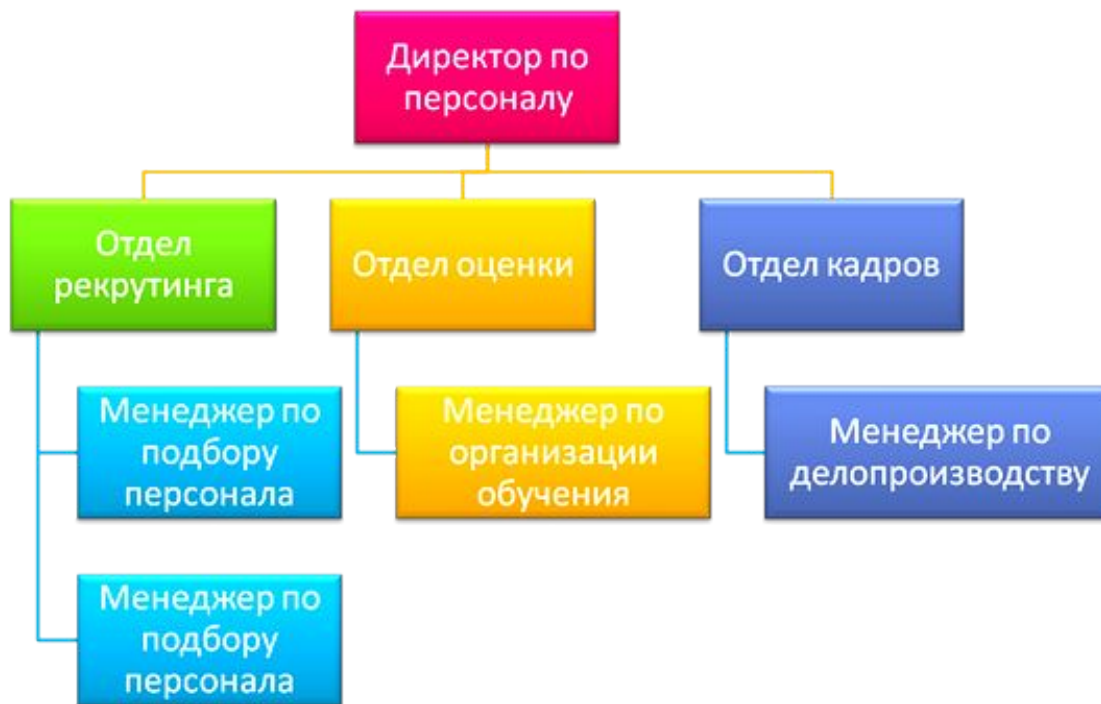 Директор по
персоналу
Отдел
рекрутинга
Отдел оценки
Отдел кадров
Менеджер по
подбору
персонала
Менеджер по
организации
обучения
Менеджер по
делопроизводству
Менеджер по
подбору
персонала